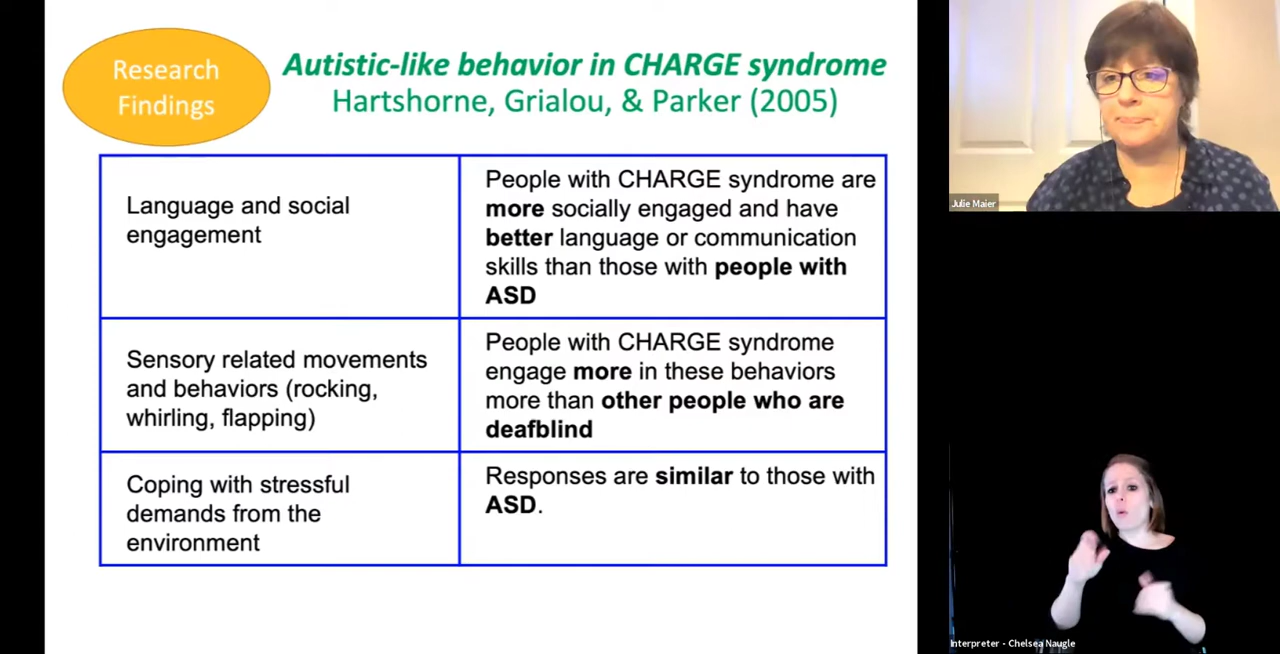 Research
Findings
Autistic-like behavior in CHARGE syndrome
Hartshorne, Grialou, & Parker (2005)
Language and social
engagement
People with CHARGE syndrome are
more socially engaged and have
better language or communication
skills than those with people with
ASD
Sensory related movements
and behaviors (rocking,
whirling, flapping)
People with CHARGE syndrome
engage more in these behaviors
more than other people who are
deafblind
Coping with stressful
demands from the
environment
Responses are similar to those with
ASD.
Julie Maier
Interpreter - Chelsea Naugle